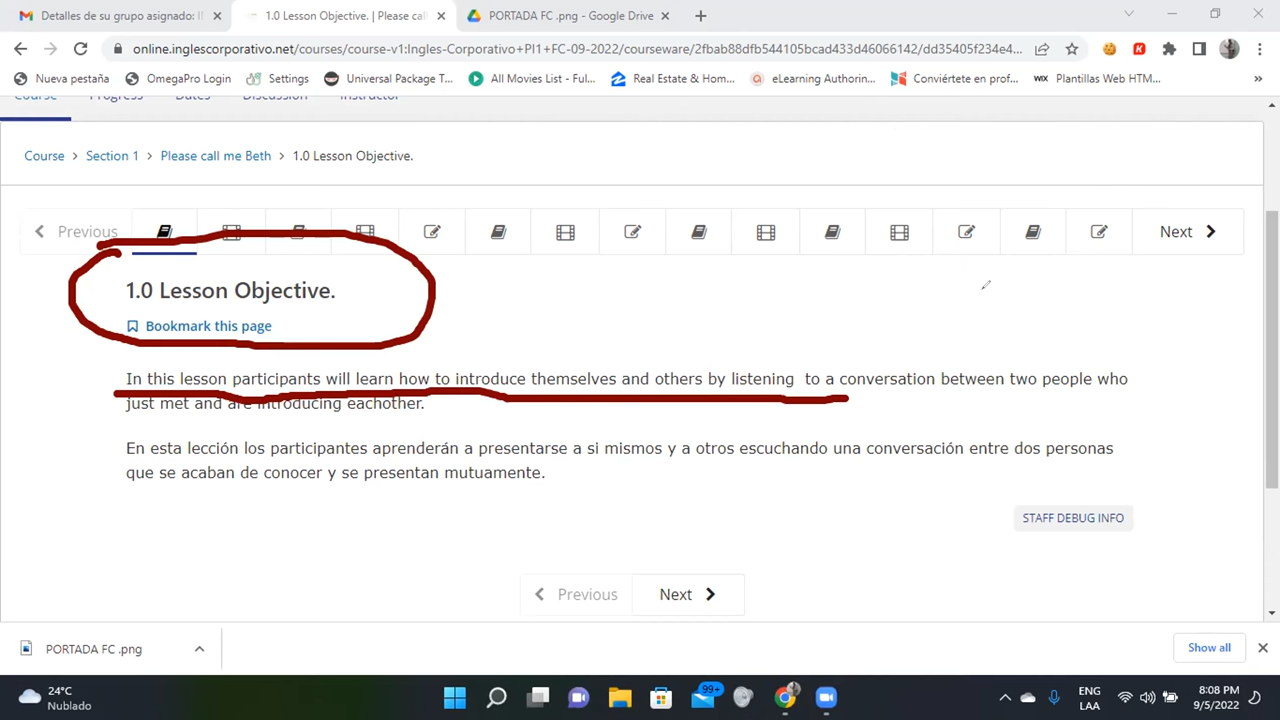 Detalles de su grupo asignado: II
1.0 Lesson Objective. | Please call
PORTADA FC .png - Google Drive
online.inglescorporativo.net/courses/course-v1:Ingles-Corporativo+PI1+FC-09-2022/courseware/2fbab88dfb544105bcad433d46066142/dd35405f234e4...
Nueva pestaña
OmegaPro Login
Settings
Universal Package T...
All Movies List - Ful...
Real Estate & Hom...
eLearning Authorin...
Conviértete en prof...
WIX Plantillas Web HTM...
»
Course Progress Dates Discussion Instructor
Course > Section 1 > Please call me Beth > 1.0 Lesson Objective.
Previous
Next
1.0 Lesson Objective.
Bookmark this page
In this lesson participants will learn how to introduce themselves and others by listening to a conversation between two people who
just met and are introducing eachother.
En esta lección los participantes aprenderán a presentarse a si mismos y a otros escuchando una conversación entre dos personas
que se acaban de conocer y se presentan mutuamente.
STAFF DEBUG INFO
Previous
Next
PORTADA FC .png
Show all
24°C
Nublado
99+
ENG
LAA
8:08 PM
9/5/2022